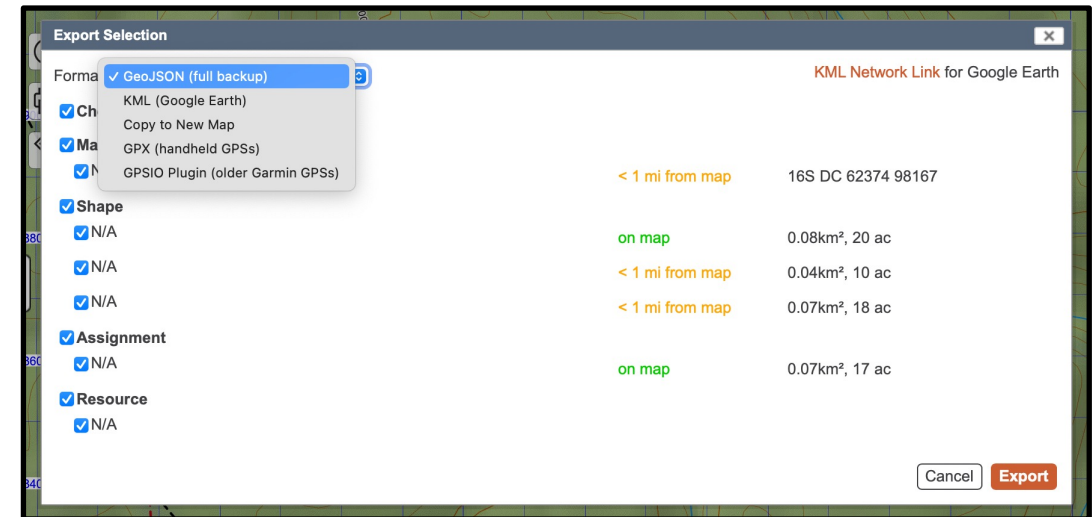 Export Selection
Forma
GeoJSON (full backup)
KML Network Link for Google Earth
KML (Google Earth)
Copy to New Map
GPX (handheld GPSs)
GPSIO Plugin (older Garmin GPSs)
Ch
Ma
N
< 1 mi from map 16S DC 62374 98167
Shape
N/A on map 0.08km², 20 ac
N/A < 1 mi from map 0.04km², 10 ac
N/A < 1 mi from map 0.07km², 18 ac
Assignment
N/A on map 0.07km², 17 ac
Resource
N/A
Cancel Export